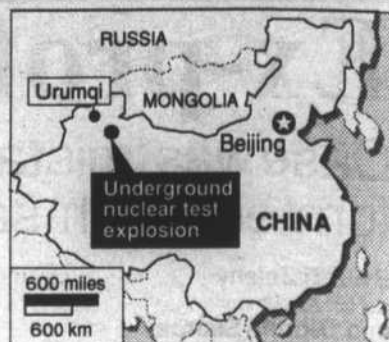 RUSSIA
Urumqi
MONGOLIA
Beijing
Underground
nuclear test
explosion
CHINA
600 miles
600 km